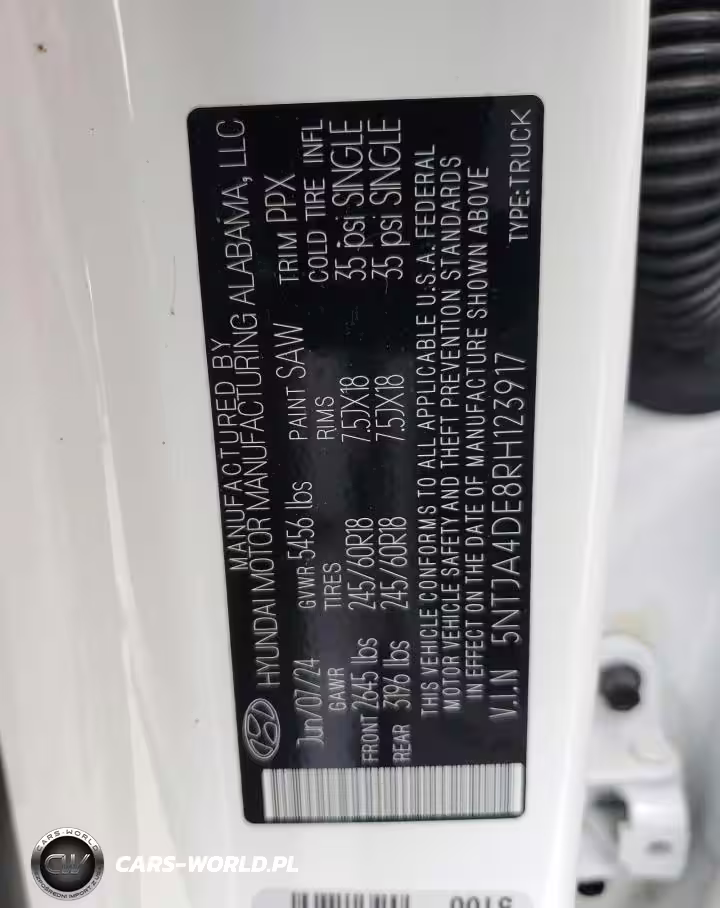 MANUFACTURED BY
HYUNDAI MOTOR MANUFACTURING ALABAMA, LLC
Jun/07/24 GVWR 5456 lbs PAINT SAW TRIM PPX
GAWR TIRES RIMS COLD TIRE INFL
FRONT 2645 lbs 245/60R18 7.5JX18 35 psi SINGLE
REAR 3196 lbs 245/60R18 7.5JX18 35 psi SINGLE
THIS VEHICLE CONFORMS TO ALL APPLICABLE U.S.A. FEDERAL
MOTOR VEHICLE SAFETY AND THEFT PREVENTION STANDARDS
IN EFFECT ON THE DATE OF MANUFACTURE SHOWN ABOVE
V.I.N 5NTJA4DE8RH123917 TYPE:TRUCK
CARS-WORLD
CW
CARS-WORLD.PL